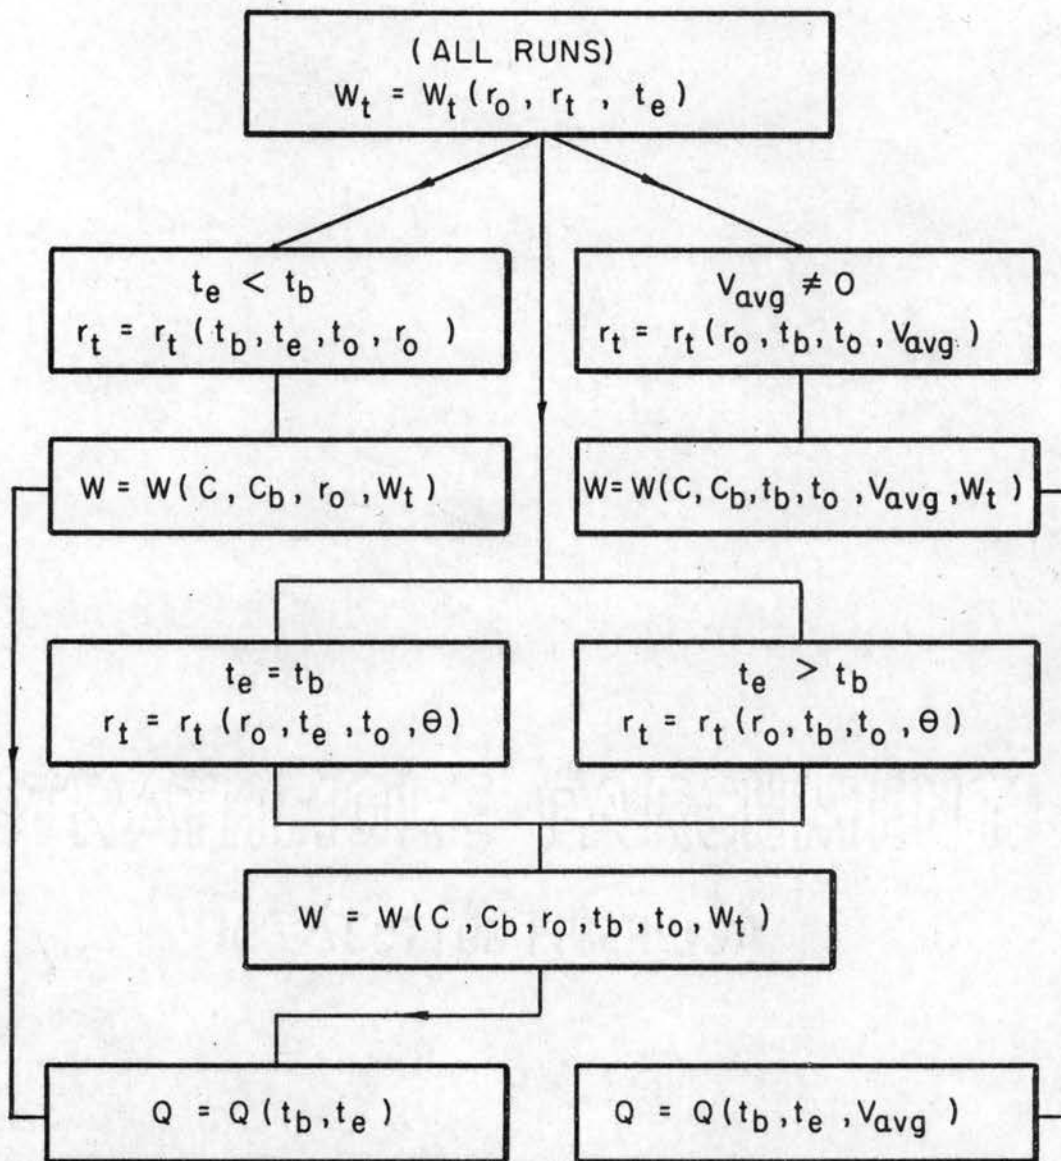 (ALL RUNS)
W_t = W_t (r_o, r_t, t_e)
t_e < t_b
r_t = r_t (t_b, t_e, t_o, r_o)
V_avg ≠ O
r_t = r_t (r_o, t_b, t_o, V_avg)
W = W (C, C_b, r_o, W_t)
W = W(C, C_b, t_b, t_o, V_avg, W_t)
t_e = t_b
r_t = r_t (r_o, t_e, t_o, θ)
t_e > t_b
r_t = r_t (r_o, t_b, t_o, θ)
W = W (C, C_b, r_o, t_b, t_o, W_t)
Q = Q (t_b, t_e)
Q = Q (t_b, t_e, V_avg)